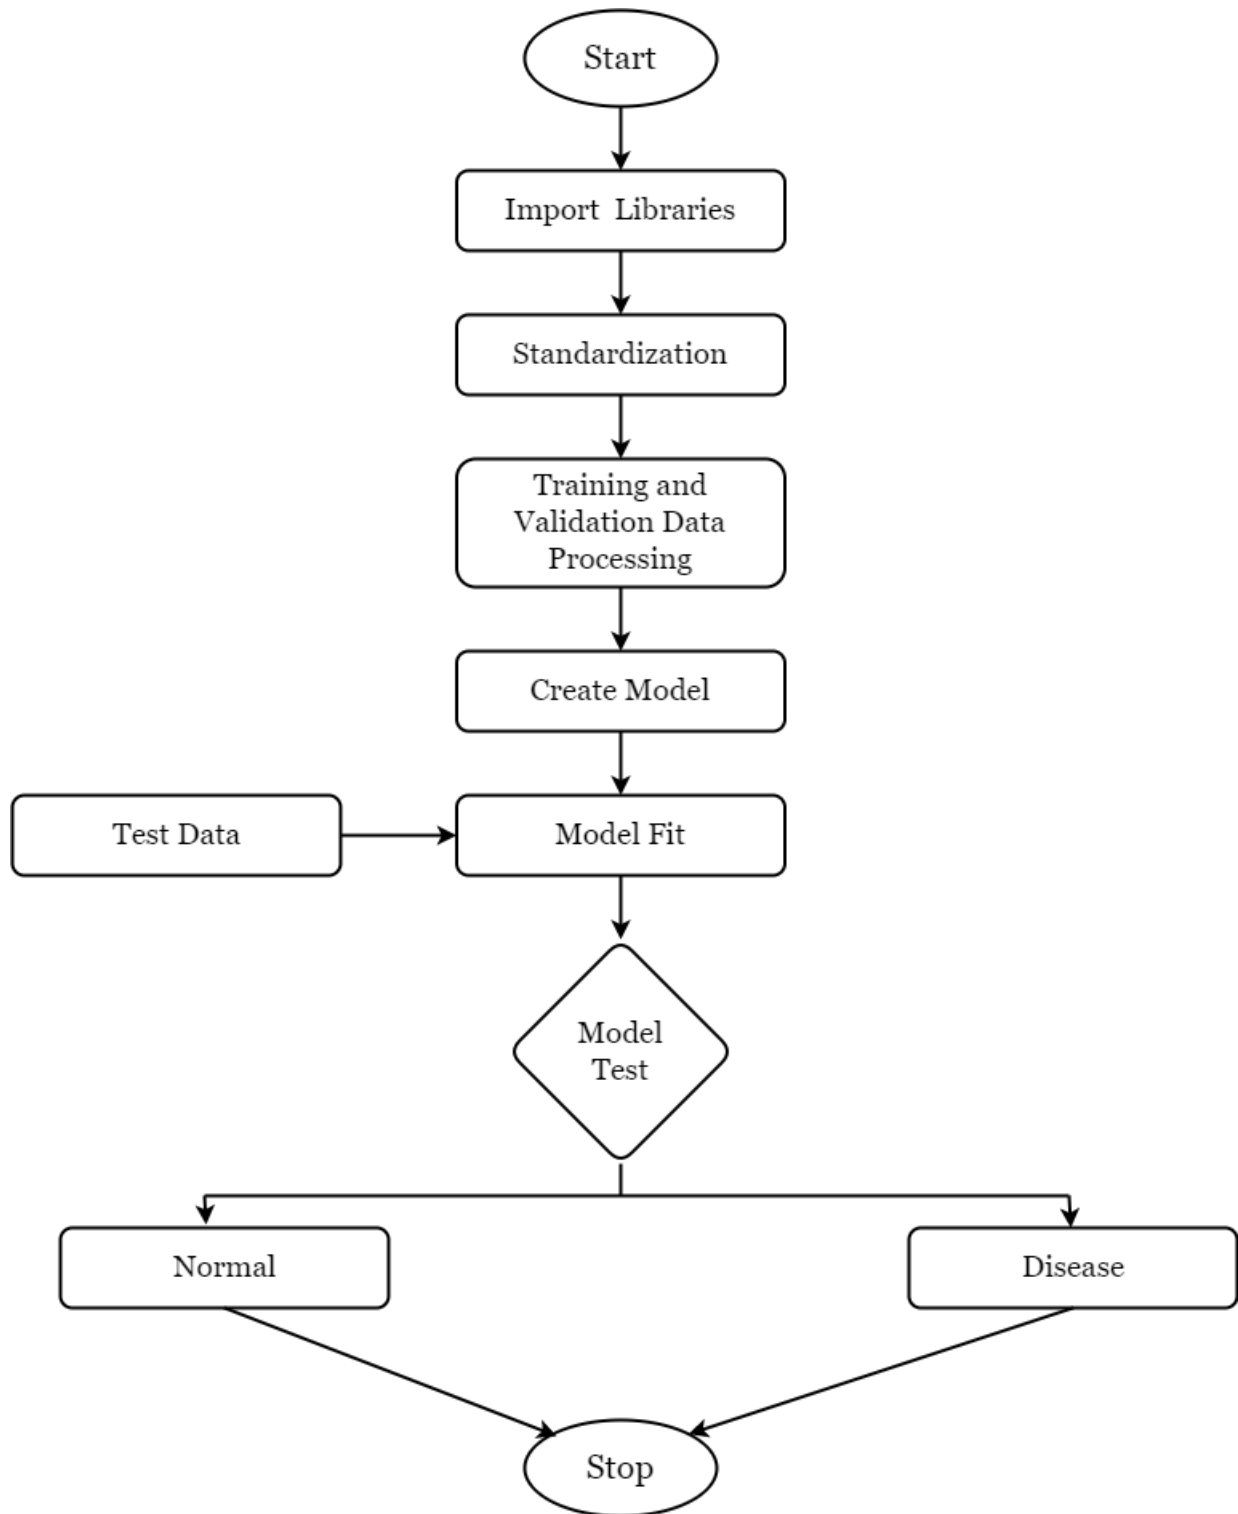 Start
Import Libraries
Standardization
Training and
Validation Data
Processing
Create Model
Test Data
Model Fit
Model
Test
Normal
Disease
Stop